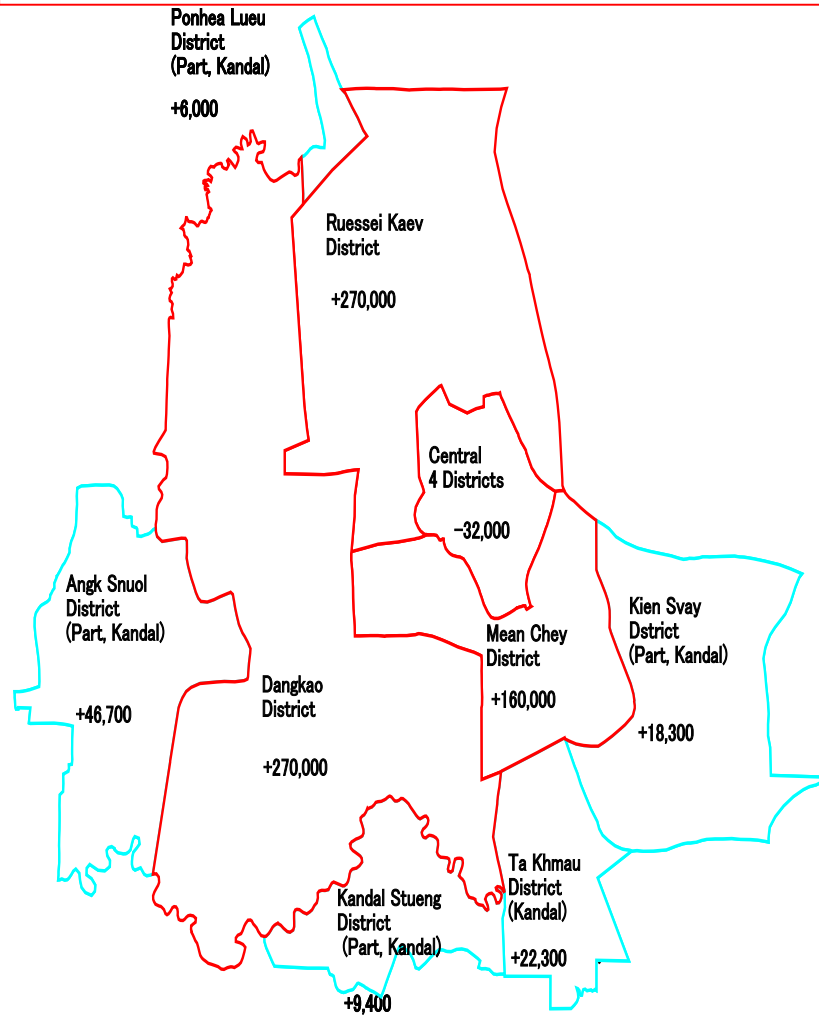 Ponhea Lueu
District
(Part, Kandal)
+6,000
Ruessei Kaev
District
+270,000
Central
4 Districts
-32,000
Angk Snuol
District
(Part, Kandal)
+46,700
Dangkao
District
+270,000
Mean Chey
District
+160,000
Kien Svay
Dstrict
(Part, Kandal)
+18,300
Kandal Stueng
District
(Part, Kandal)
+9,400
Ta Khmau
District
(Kandal)
+22,300